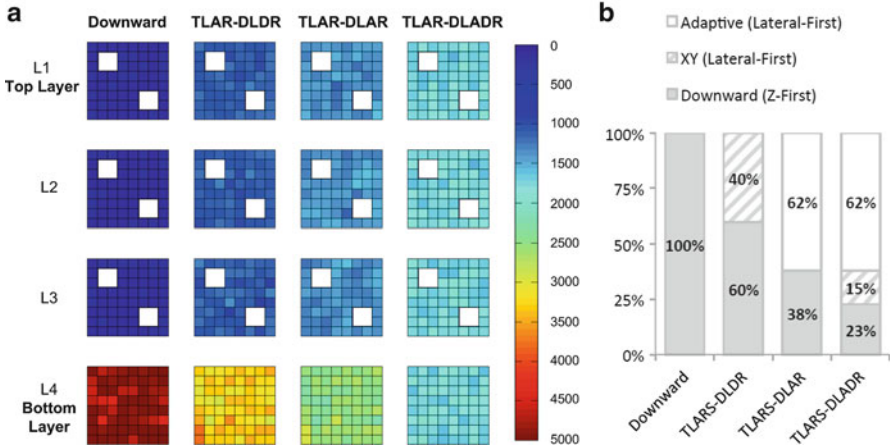 a
Downward
TLAR-DLDR
TLAR-DLAR
TLAR-DLADR
L1
Top Layer
L2
L3
L4
Bottom
Layer
0
500
1000
1500
2000
2500
3000
3500
4000
4500
5000
b
Adaptive (Lateral-First)
XY (Lateral-First)
Downward (Z-First)
100%
75%
50%
25%
0%
100%
40%
60%
62%
38%
62%
15%
23%
Downward
TLARS-DLDR
TLARS-DLAR
TLARS-DLADR